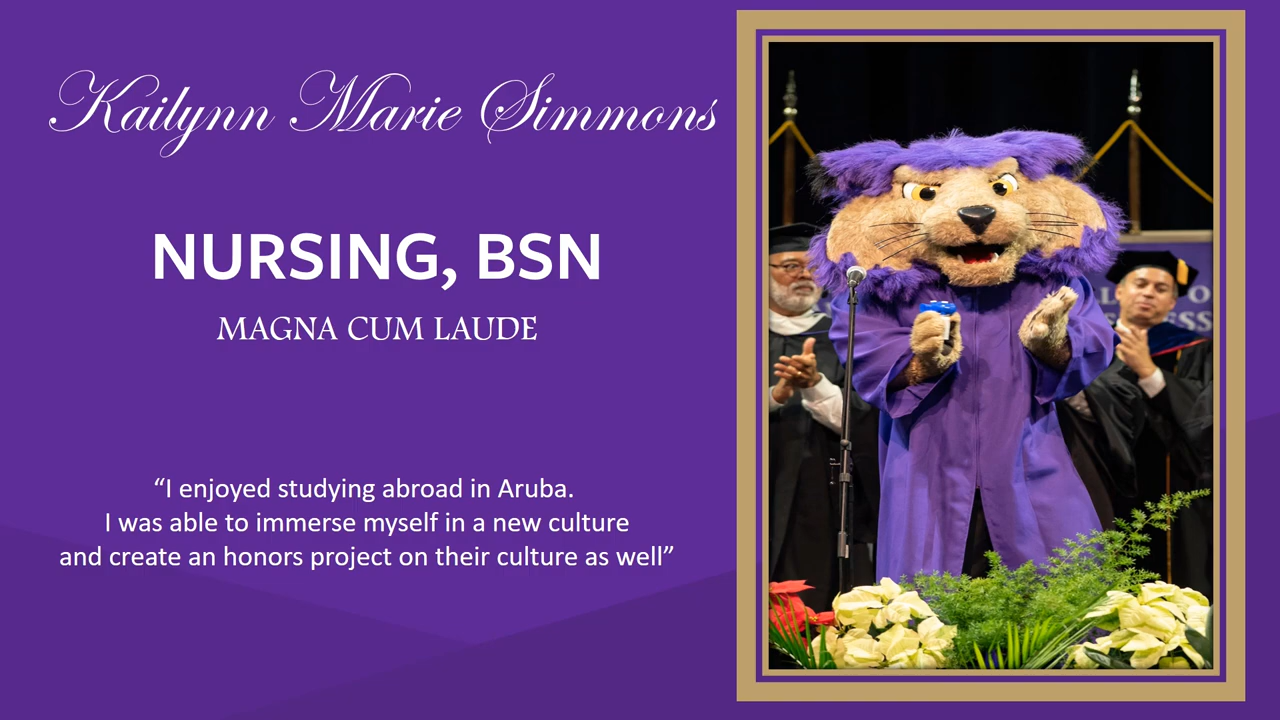 Kailynn Marie Simmons
NURSING, BSN
MAGNA CUM LAUDE
“I enjoyed studying abroad in Aruba.
I was able to immerse myself in a new culture
and create an honors project on their culture as well”